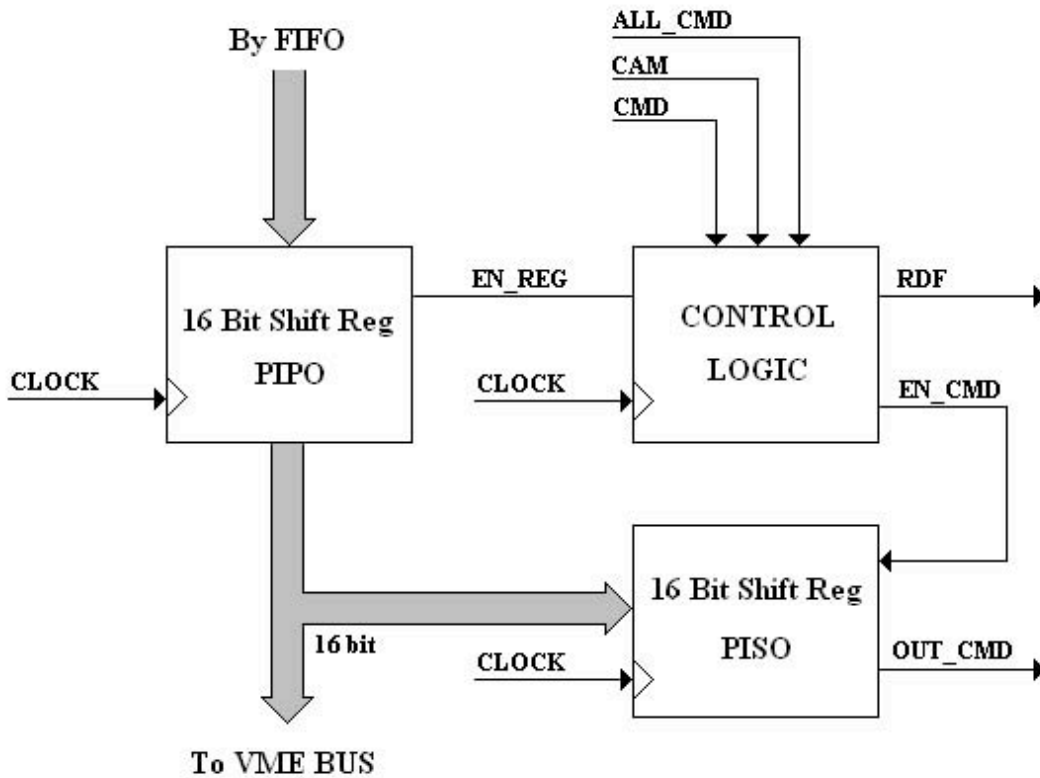 By FIFO
ALL_CMD
CAM
CMD
EN_REG
RDF
16 Bit Shift Reg
PIPO
CONTROL
LOGIC
CLOCK
CLOCK
EN_CMD
16 Bit Shift Reg
PISO
16 bit
CLOCK
OUT_CMD
To VME BUS